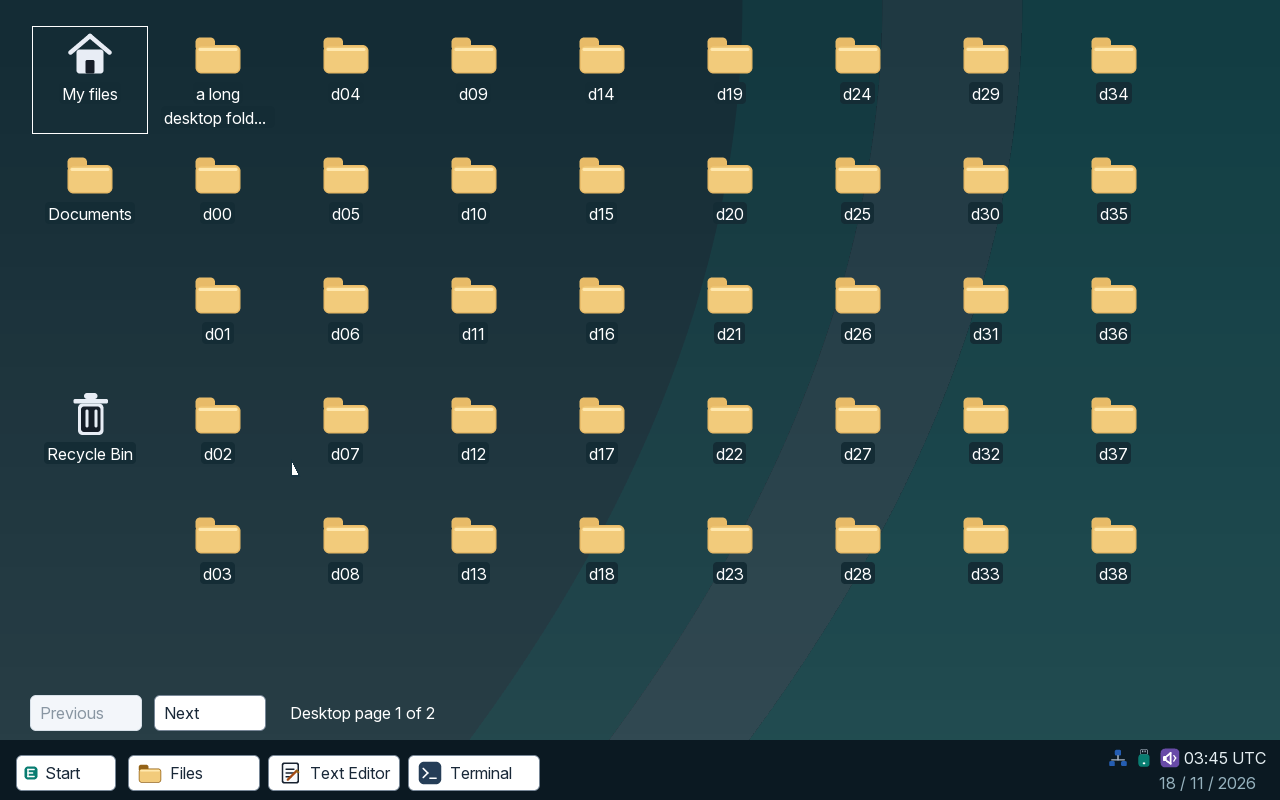 My files
a long
desktop fold...
d04
d09
d14
d19
d24
d29
d34
Documents
d00
d05
d10
d15
d20
d25
d30
d35
d01
d06
d11
d16
d21
d26
d31
d36
Recycle Bin
d02
d07
d12
d17
d22
d27
d32
d37
d03
d08
d13
d18
d23
d28
d33
d38
Previous
Next
Desktop page 1 of 2
E Start
Files
Text Editor
Terminal
03:45 UTC
18 / 11 / 2026